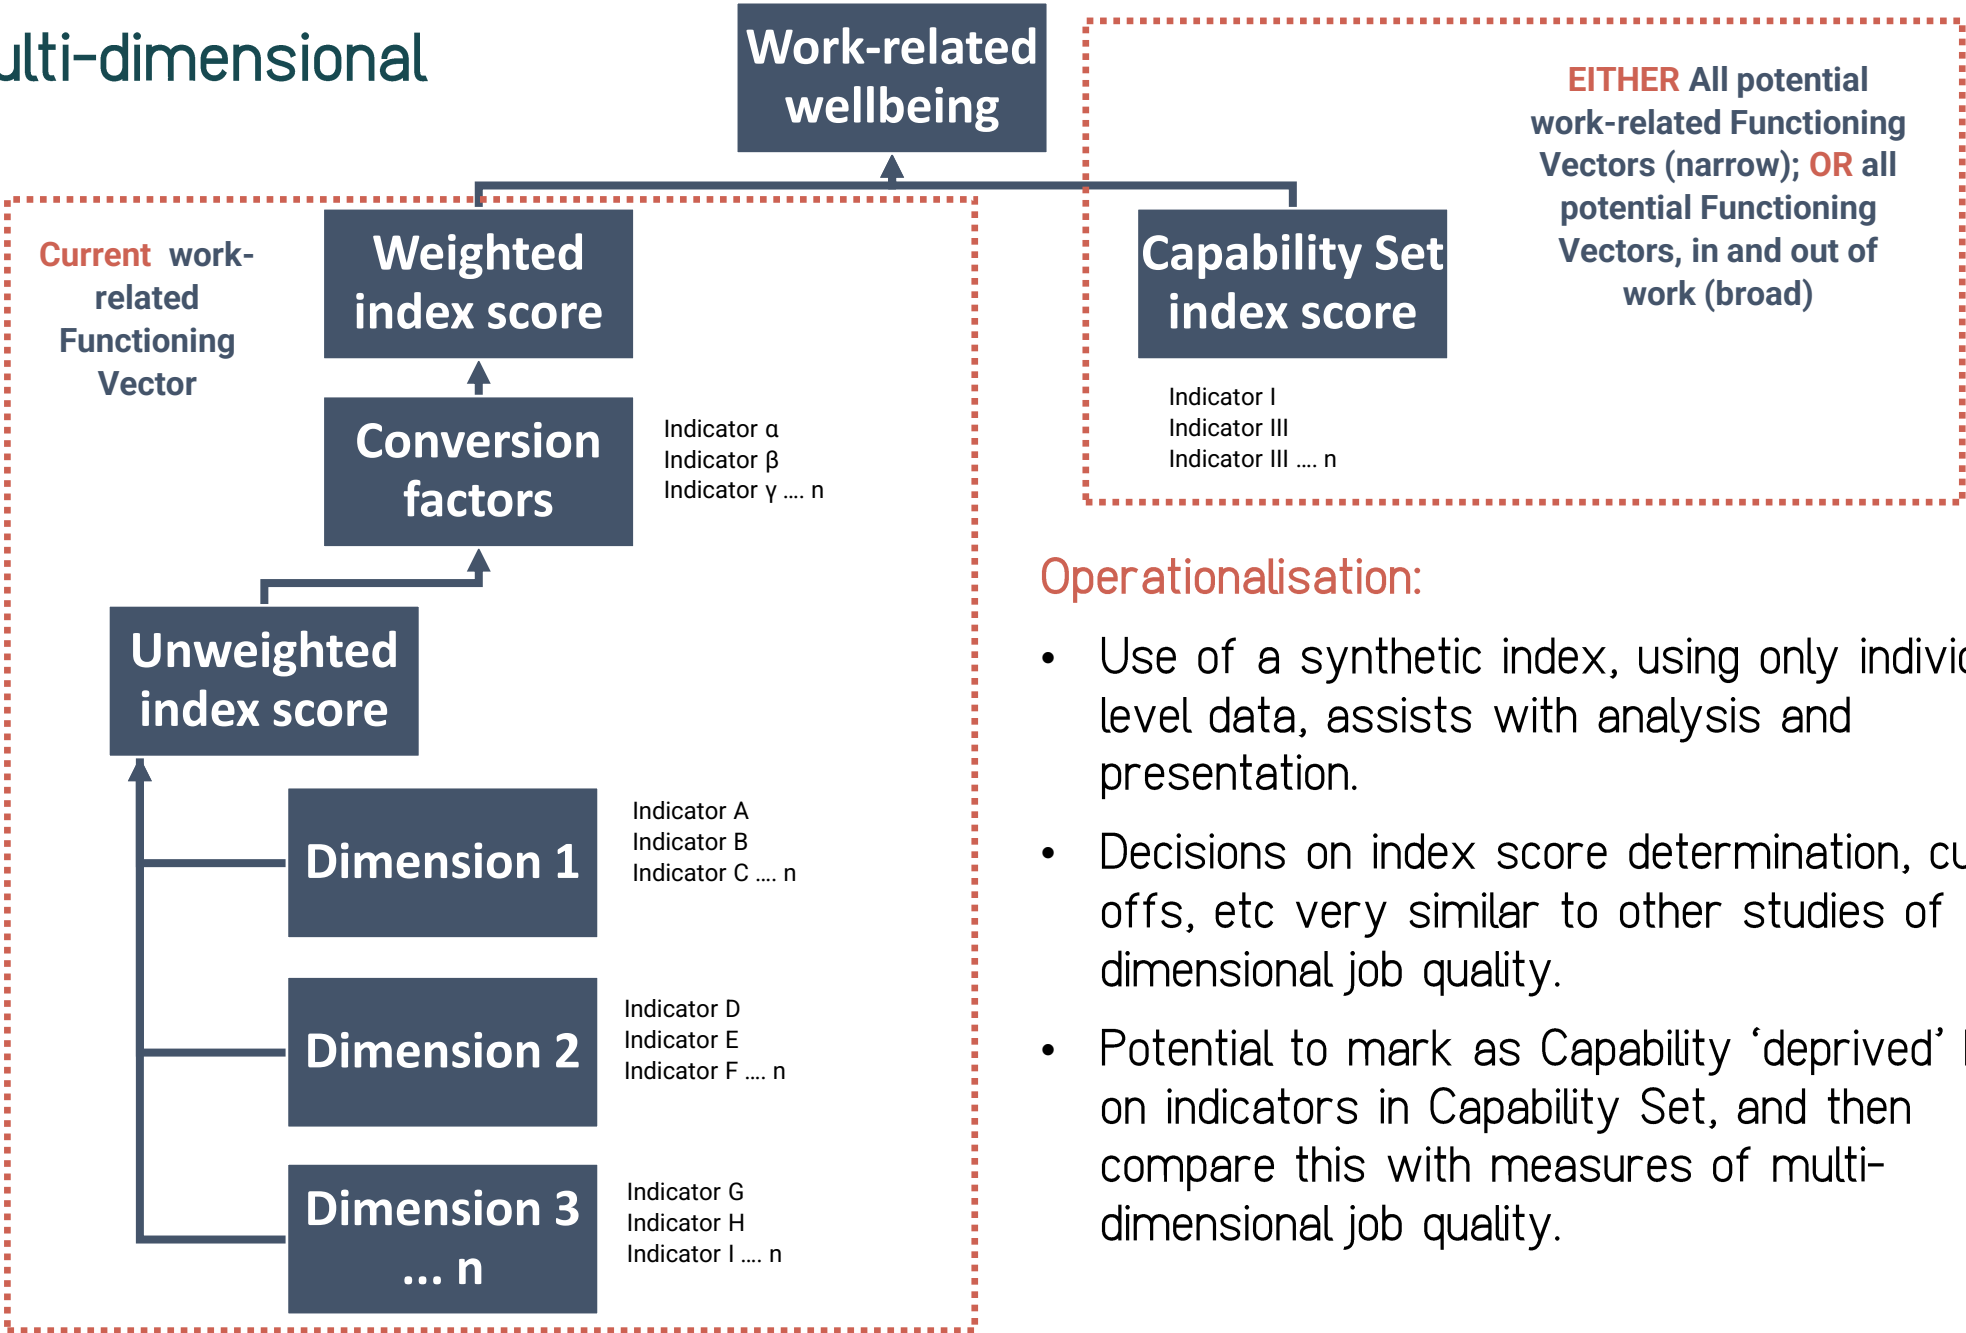 ulti-dimensional
Work-related
wellbeing
EITHER All potential
work-related Functioning
Vectors (narrow); OR all
potential Functioning
Vectors, in and out of
work (broad)
Current work-
related
Functioning
Vector
Weighted
index score
Capability Set
index score
Indicator I
Indicator III
Indicator III .... n
Conversion
factors
Indicator α
Indicator β
Indicator γ .... n
Unweighted
index score
Dimension 1
Indicator A
Indicator B
Indicator C .... n
Dimension 2
Indicator D
Indicator E
Indicator F .... n
Dimension 3
... n
Indicator G
Indicator H
Indicator I .... n
Operationalisation:
• Use of a synthetic index, using only individ
level data, assists with analysis and
presentation.
• Decisions on index score determination, cu
offs, etc very similar to other studies of
dimensional job quality.
• Potential to mark as Capability ‘deprived’
on indicators in Capability Set, and then
compare this with measures of multi-
dimensional job quality.